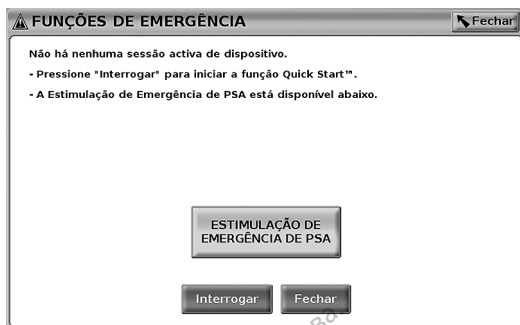 FUNÇÕES DE EMERGÊNCIA
Fechar
Não há nenhuma sessão activa de dispositivo.
- Pressione "Interrogar" para iniciar a função Quick Start™.
- A Estimulação de Emergência de PSA está disponível abaixo.
ESTIMULAÇÃO DE
EMERGÊNCIA DE PSA
Interrogar
Fechar